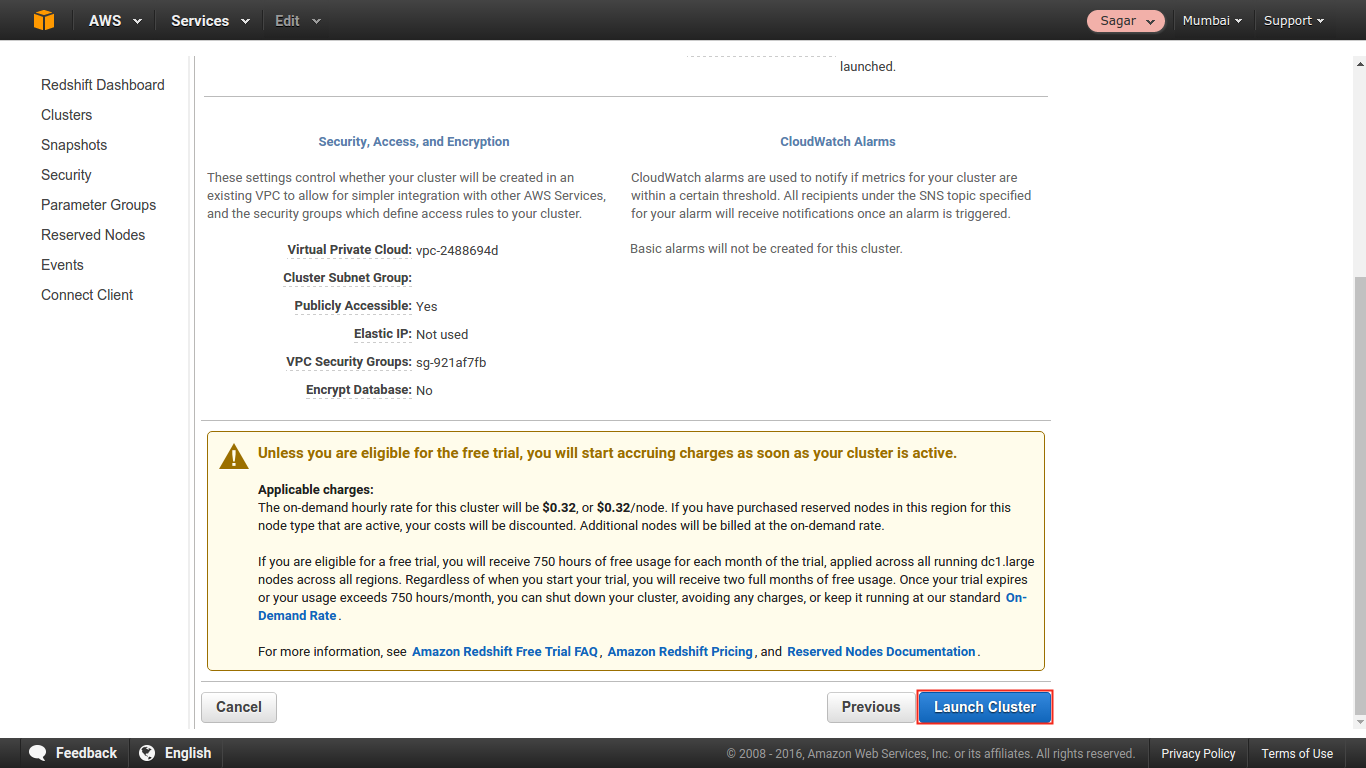 AWS Services Edit Sagar Mumbai Support
Redshift Dashboard
Clusters
Snapshots
Security
Parameter Groups
Reserved Nodes
Events
Connect Client
launched.
Security, Access, and Encryption
These settings control whether your cluster will be created in an
existing VPC to allow for simpler integration with other AWS Services,
and the security groups which define access rules to your cluster.
Virtual Private Cloud: vpc-2488694d
Cluster Subnet Group:
Publicly Accessible: Yes
Elastic IP: Not used
VPC Security Groups: sg-921af7fb
Encrypt Database: No
CloudWatch Alarms
CloudWatch alarms are used to notify if metrics for your cluster are
within a certain threshold. All recipients under the SNS topic specified
for your alarm will receive notifications once an alarm is triggered.
Basic alarms will not be created for this cluster.
Unless you are eligible for the free trial, you will start accruing charges as soon as your cluster is active.
Applicable charges:
The on-demand hourly rate for this cluster will be $0.32, or $0.32/node. If you have purchased reserved nodes in this region for this
node type that are active, your costs will be discounted. Additional nodes will be billed at the on-demand rate.
If you are eligible for a free trial, you will receive 750 hours of free usage for each month of the trial, applied across all running dc1.large
nodes across all regions. Regardless of when you start your trial, you will receive two full months of free usage. Once your trial expires
or your usage exceeds 750 hours/month, you can shut down your cluster, avoiding any charges, or keep it running at our standard On-
Demand Rate.
For more information, see Amazon Redshift Free Trial FAQ, Amazon Redshift Pricing, and Reserved Nodes Documentation.
Cancel Previous Launch Cluster
Feedback English © 2008 - 2016, Amazon Web Services, Inc. or its affiliates. All rights reserved. Privacy Policy Terms of Use